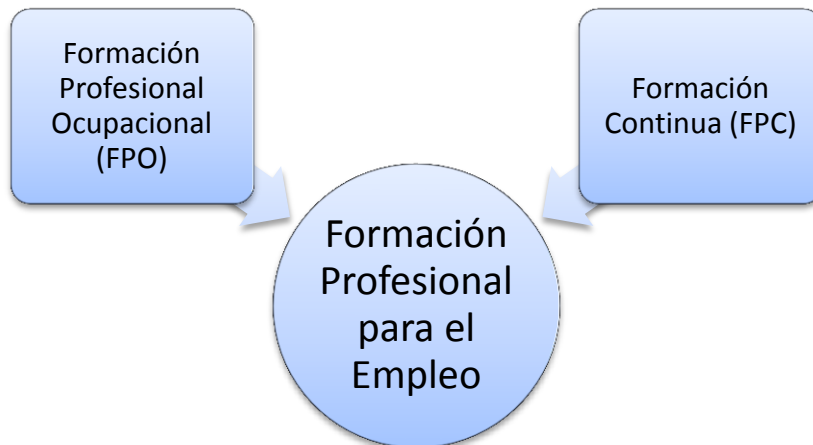 Formación
Profesional
Ocupacional
(FPO)
Formación
Continua (FPC)
Formación
Profesional
para el
Empleo